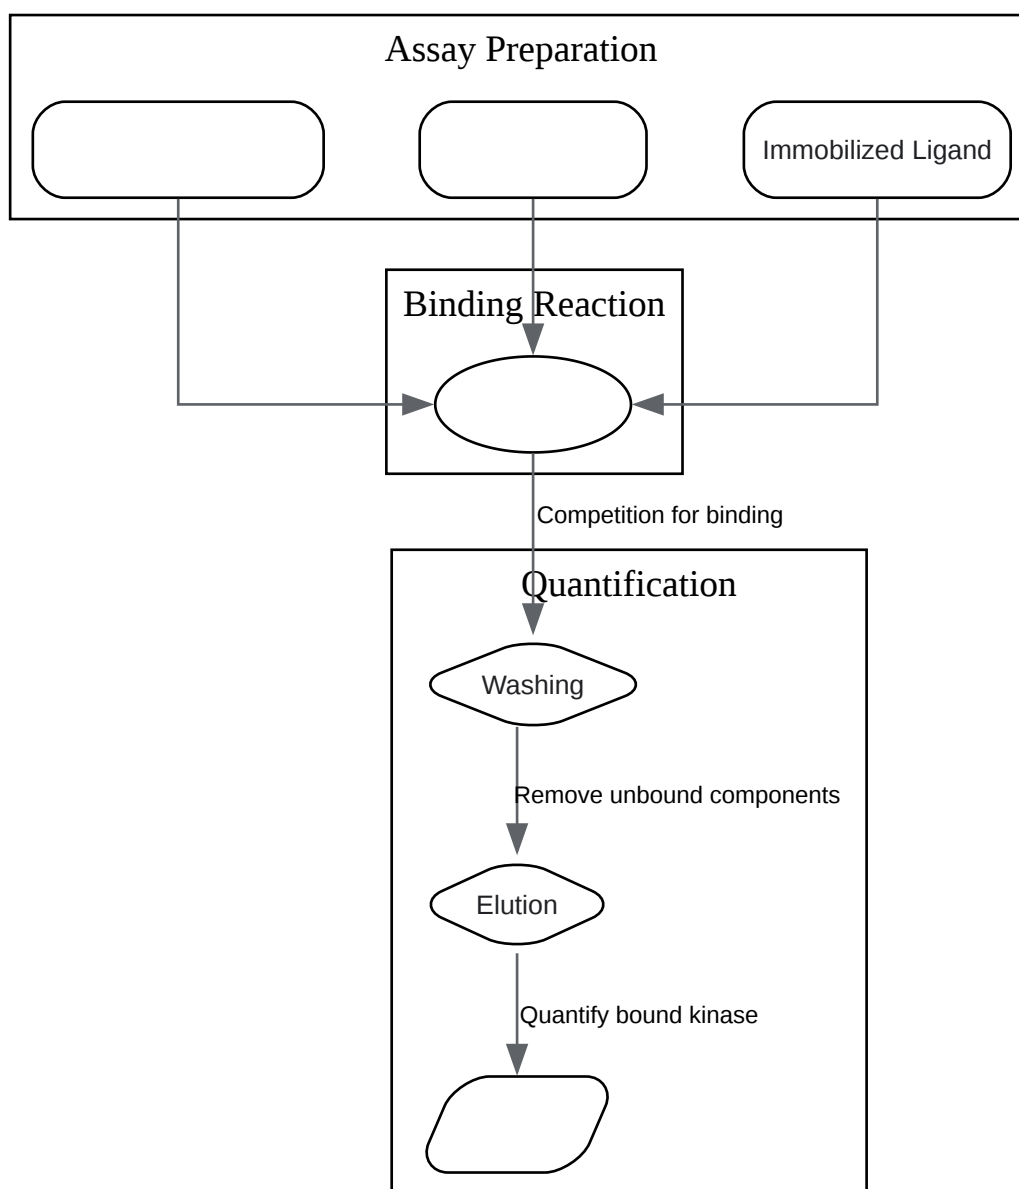 Assay Preparation
Immobilized Ligand
Binding Reaction
Competition for binding
Quantification
Washing
Remove unbound components
Elution
Quantify bound kinase